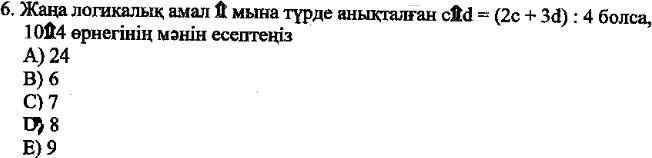 6. Жаңа логикалық амал ⇑ мына түрде анықталған c⇑d = (2c + 3d) : 4 болса,
10⇑4 өрнегінің мәнін есептеңіз
A) 24
B) 6
C) 7
D) 8
E) 9